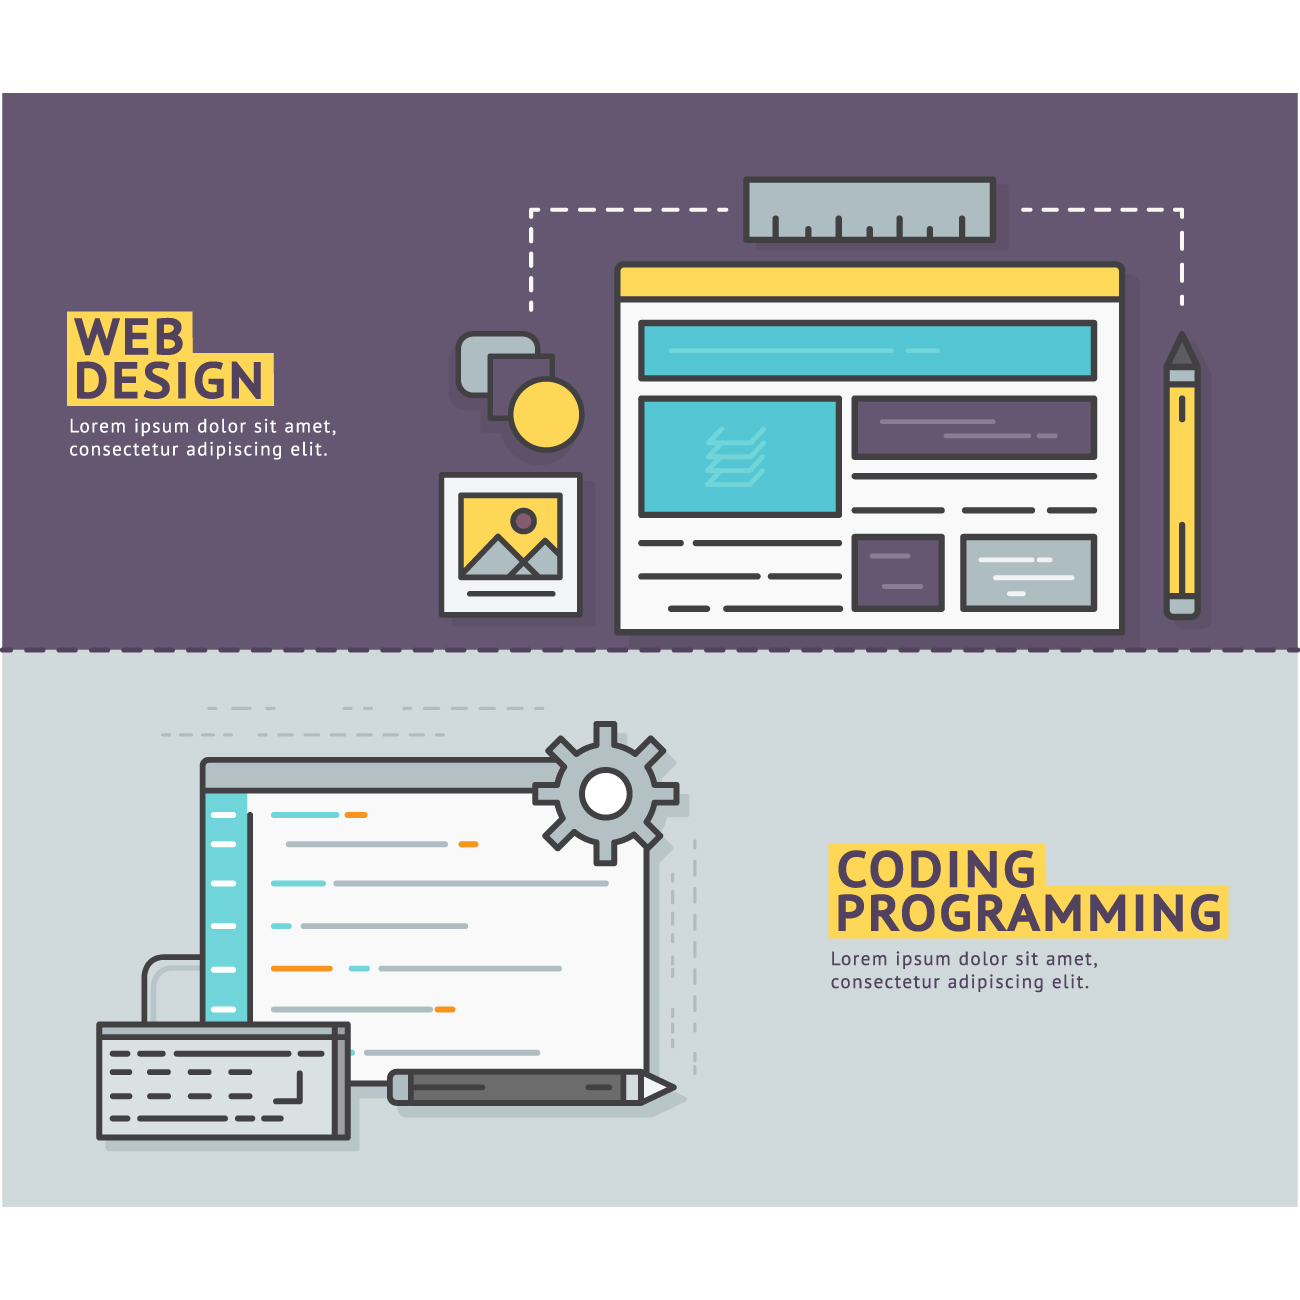 WEB
DESIGN
Lorem ipsum dolor sit amet,
consectetur adipiscing elit.
CODING
PROGRAMMING
Lorem ipsum dolor sit amet,
consectetur adipiscing elit.